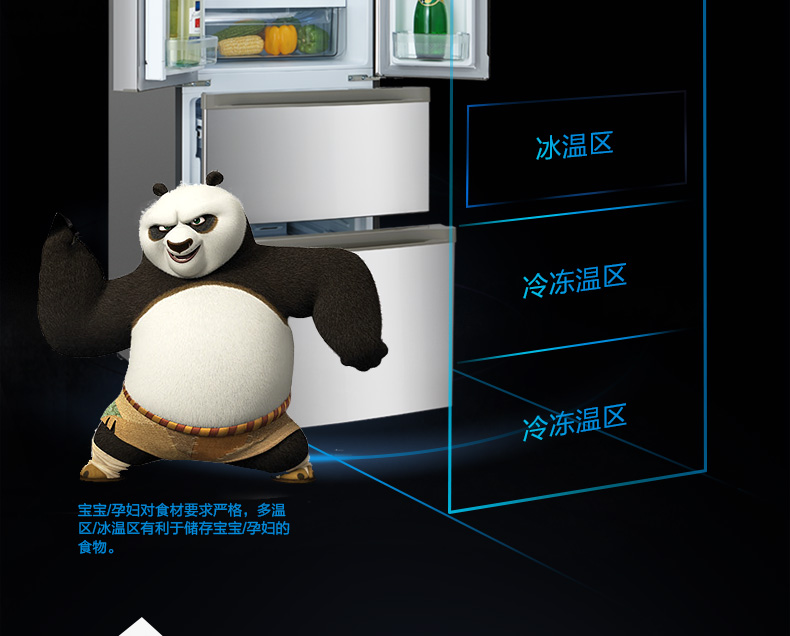 冰温区
冷冻温区
冷冻温区
宝宝/孕妇对食材要求严格，多温
区/冰温区有利于储存宝宝/孕妇的
食物。